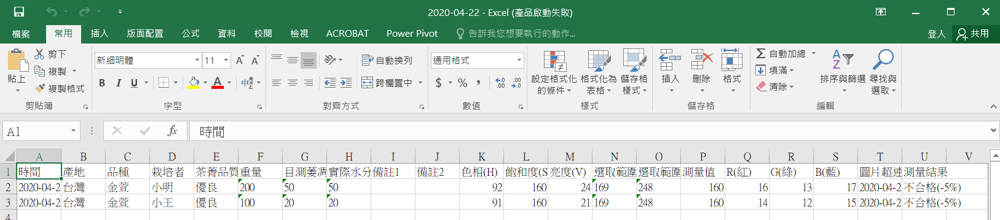 2020-04-22 - Excel (產品啟動失敗)
檔案 常用 插入 版面配置 公式 資料 校閱 檢視 ACROBAT Power Pivot 告訴我您想要執行的動作... 登入 共用
貼上 剪下 複製 複製格式 剪貼簿
新細明體 11 A A B I U A 中 字型
自動換列 跨欄置中 對齊方式
通用格式 $ % , .0 .00 .00 .0 數值
設定格式化的條件 格式化為表格 儲存格樣式 樣式
插入 刪除 格式 儲存格
Σ 自動加總 填滿 清除 AZ 排序與篩選 尋找與選取 編輯
A1 fx 時間
A B C D E F G H I J K L M N O P Q R S T U V
1 時間 產地 品種 栽培者 茶菁品質 重量 目測萎凋 實際水分 備註1 備註2 色相(H) 飽和度(S 亮度(V) 選取範圍 選取範圍 測量值 R(紅) G(綠) B(藍) 圖片超連 測量結果
2 2020-04-2 台灣 金萱 小明 優良 200 50 50 92 160 24 169 248 160 16 13 17 2020-04-2 不合格(-5%)
3 2020-04-2 台灣 金萱 小王 優良 100 20 20 91 160 21 169 248 160 14 12 15 2020-04-2 不合格(-5%)
4